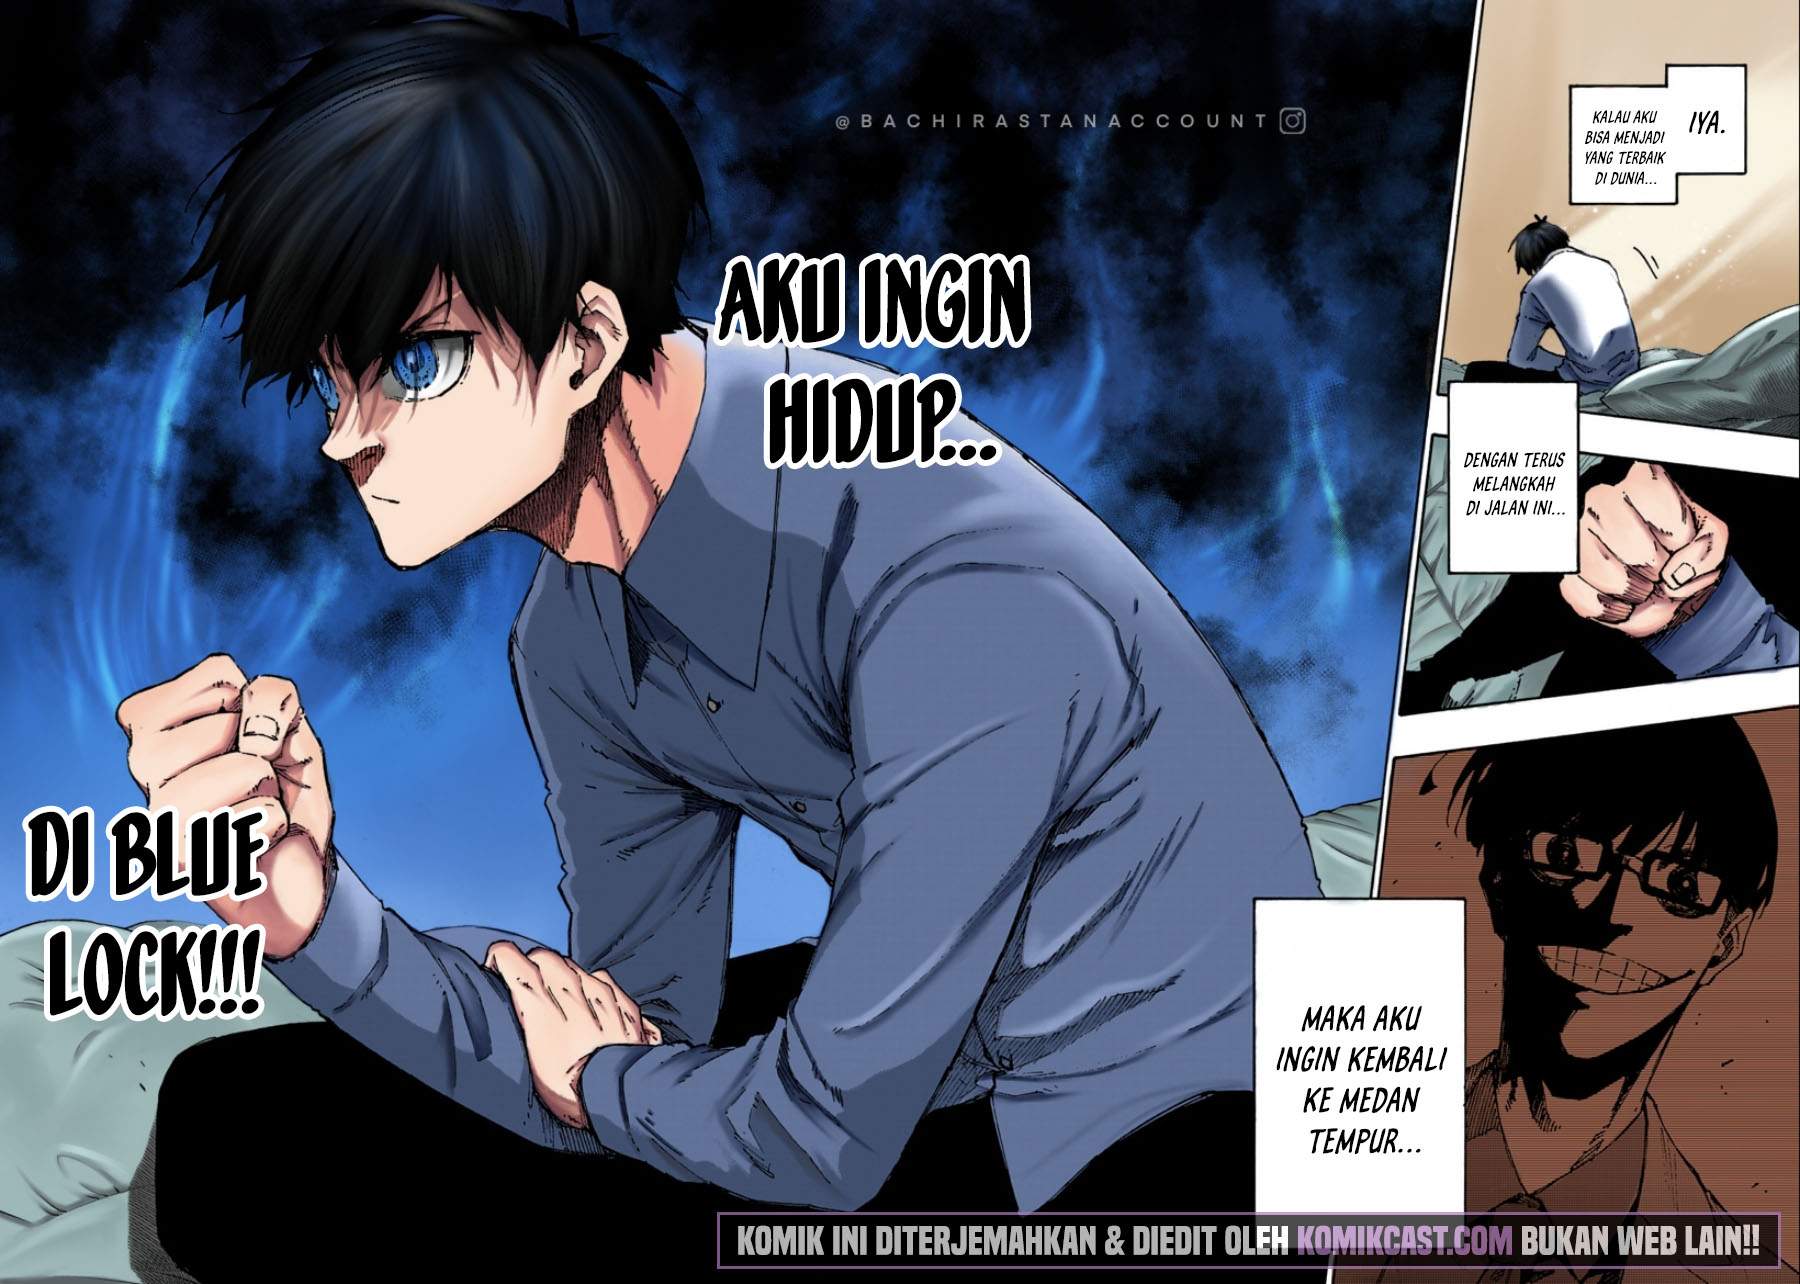 IYA.
KALAU AKU
BISA MENJADI
YANG TERBAIK
DI DUNIA...
DENGAN TERUS
MELANGKAH
DI JALAN INI...
MAKA AKU
INGIN KEMBALI
KE MEDAN
TEMPUR...
@BACHIRASTANACCOUNT
AKU INGIN
HIDUP...
DI BLUE
LOCK!!!
KOMIK INI DITERJEMAHKAN & DIEDIT OLEH KOMIKCAST.COM BUKAN WEB LAIN!!